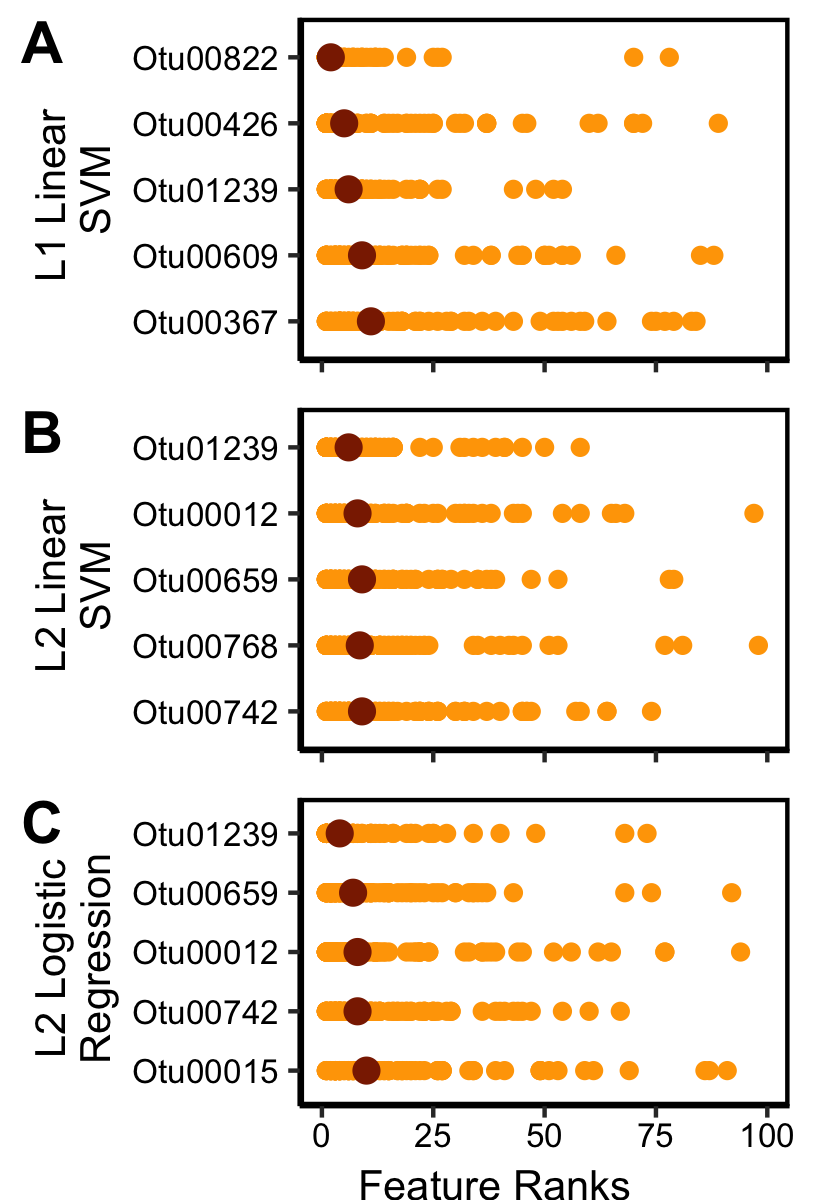 A
L1 Linear
SVM
Otu00822
Otu00426
Otu01239
Otu00609
Otu00367
B
L2 Linear
SVM
Otu01239
Otu00012
Otu00659
Otu00768
Otu00742
C
L2 Logistic
Regression
Otu01239
Otu00659
Otu00012
Otu00742
Otu00015
0 25 50 75 100
Feature Ranks